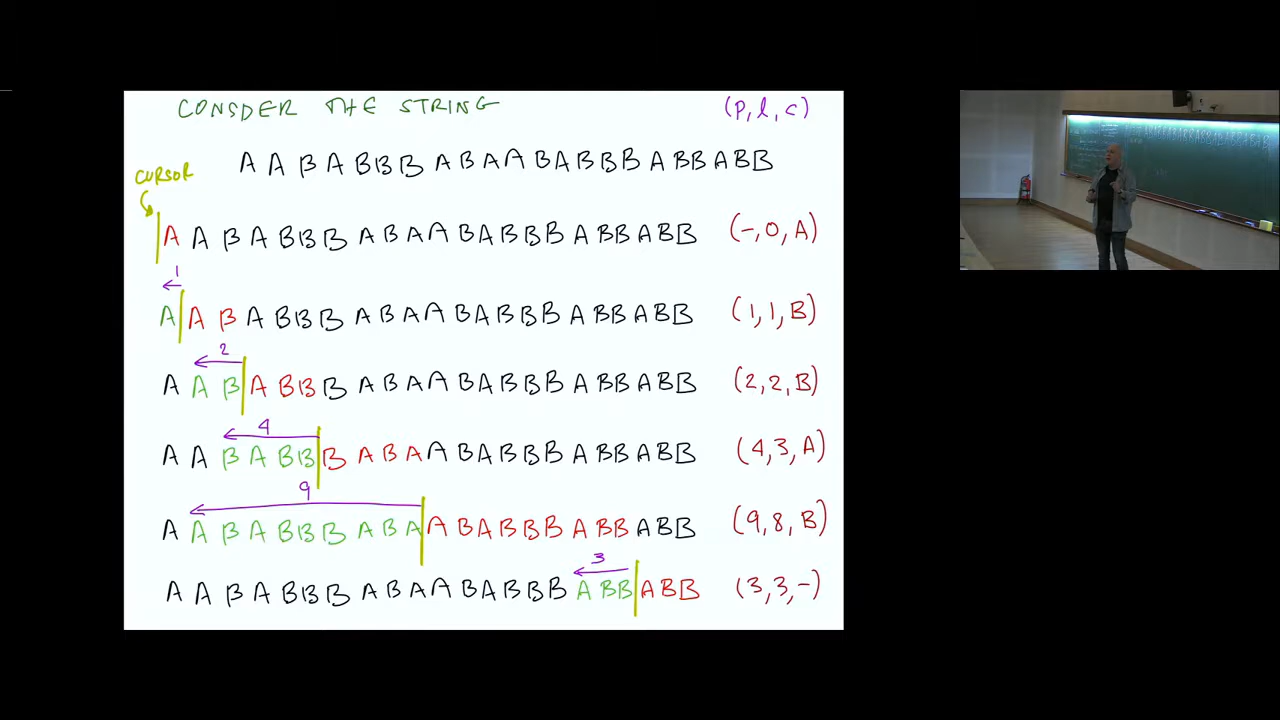 CONSDER THE STRING (p, l, c)
A A B A B B B A B A A B A B B B A B B A B B
CURSOR
A A B A B B B A B A A B A B B B A B B A B B (-, 0, A)
1
A A B A B B B A B A A B A B B B A B B A B B (1, 1, B)
2
A A B A B B B A B A A B A B B B A B B A B B (2, 2, B)
4
A A B A B B B A B A A B A B B B A B B A B B (4, 3, A)
9
A A B A B B B A B A A B A B B B A B B A B B (9, 8, B)
3
A A B A B B B A B A A B A B B B A B B A B B (3, 3, -)